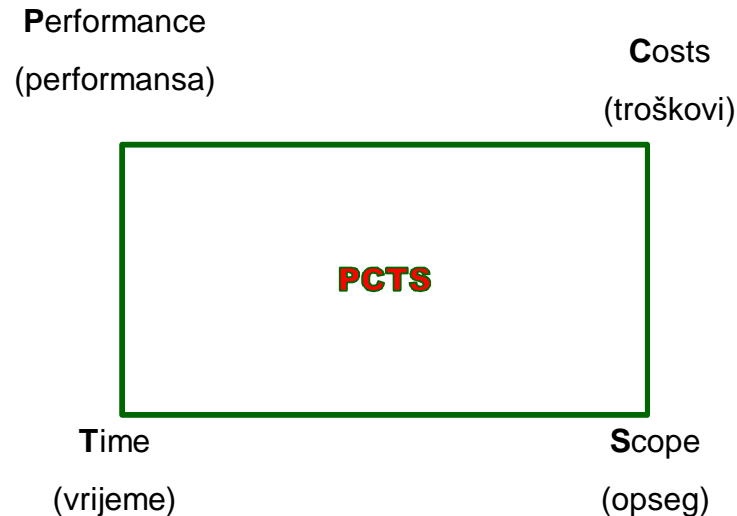 Performance
(performansa)
Costs
(troškovi)
PCTS
Time
(vrijeme)
Scope
(opseg)